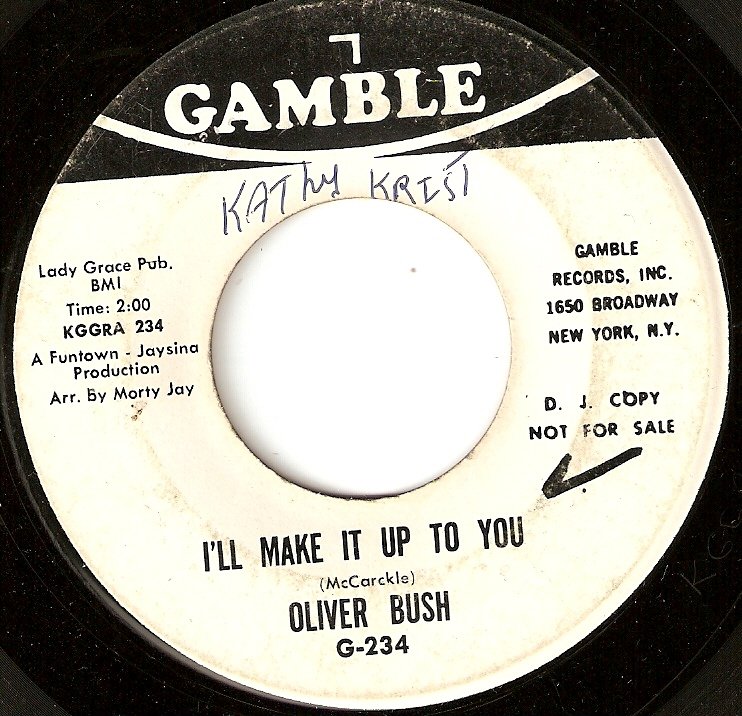 GAMBLE
KATHY KRIST
Lady Grace Pub.
BMI
Time: 2:00
KGGRA 234
A Funtown - Jaysina
Production
Arr. By Morty Jay
GAMBLE
RECORDS, INC.
1650 BROADWAY
NEW YORK, N.Y.
D. J. COPY
NOT FOR SALE
I'LL MAKE IT UP TO YOU
(McCarckle)
OLIVER BUSH
G-234